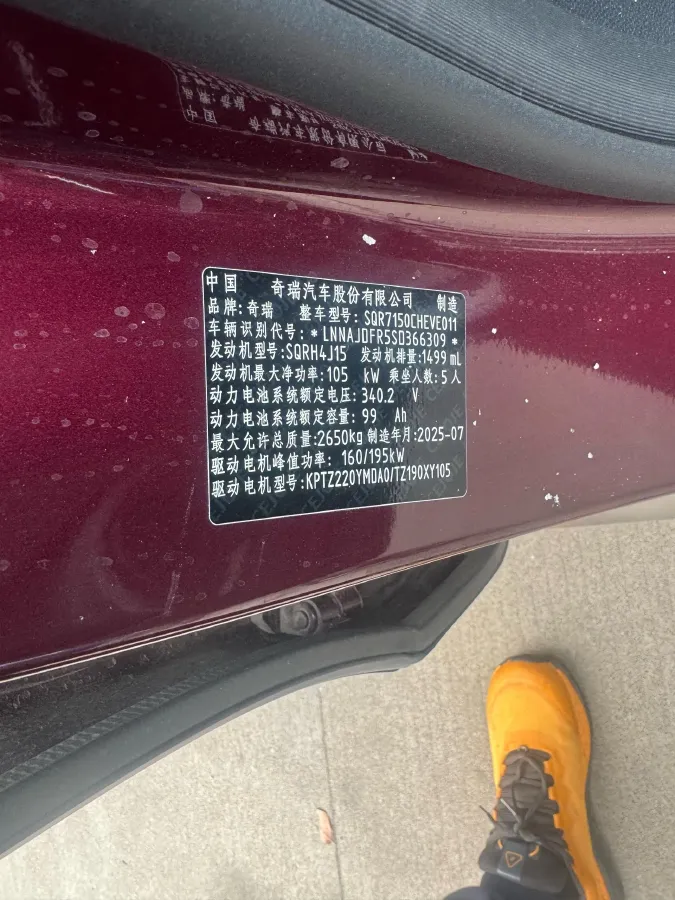 中国 奇瑞汽车股份有限公司 制造
品牌:奇瑞 整车型号:SQR7150CHEVE011
车辆识别代号:*LNNAJDFR5SD366309*
发动机型号:SQRH4J15 发动机排量:1499 mL
发动机最大净功率:105 kW 乘坐人数:5人
动力电池系统额定电压:340.2 V
动力电池系统额定容量:99 Ah
最大允许总质量:2650kg 制造年月:2025-07
驱动电机峰值功率: 160/195kW
驱动电机型号:KPTZ220YMDA0/TZ190XY105